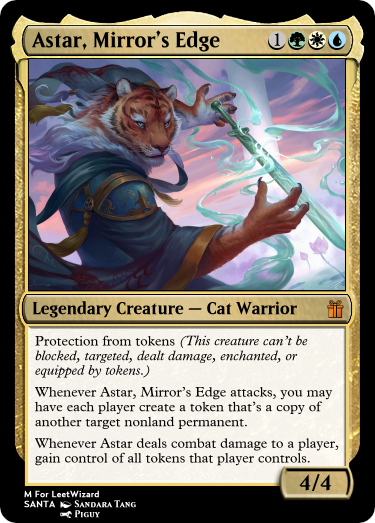 Astar, Mirror's Edge
1
Legendary Creature — Cat Warrior
Protection from tokens (This creature can't be
blocked, targeted, dealt damage, enchanted, or
equipped by tokens.)
Whenever Astar, Mirror's Edge attacks, you may
have each player create a token that's a copy of
another target nonland permanent.
Whenever Astar deals combat damage to a player,
gain control of all tokens that player controls.
4/4
M For LeetWizard
SANTA Sandara Tang
Piguy